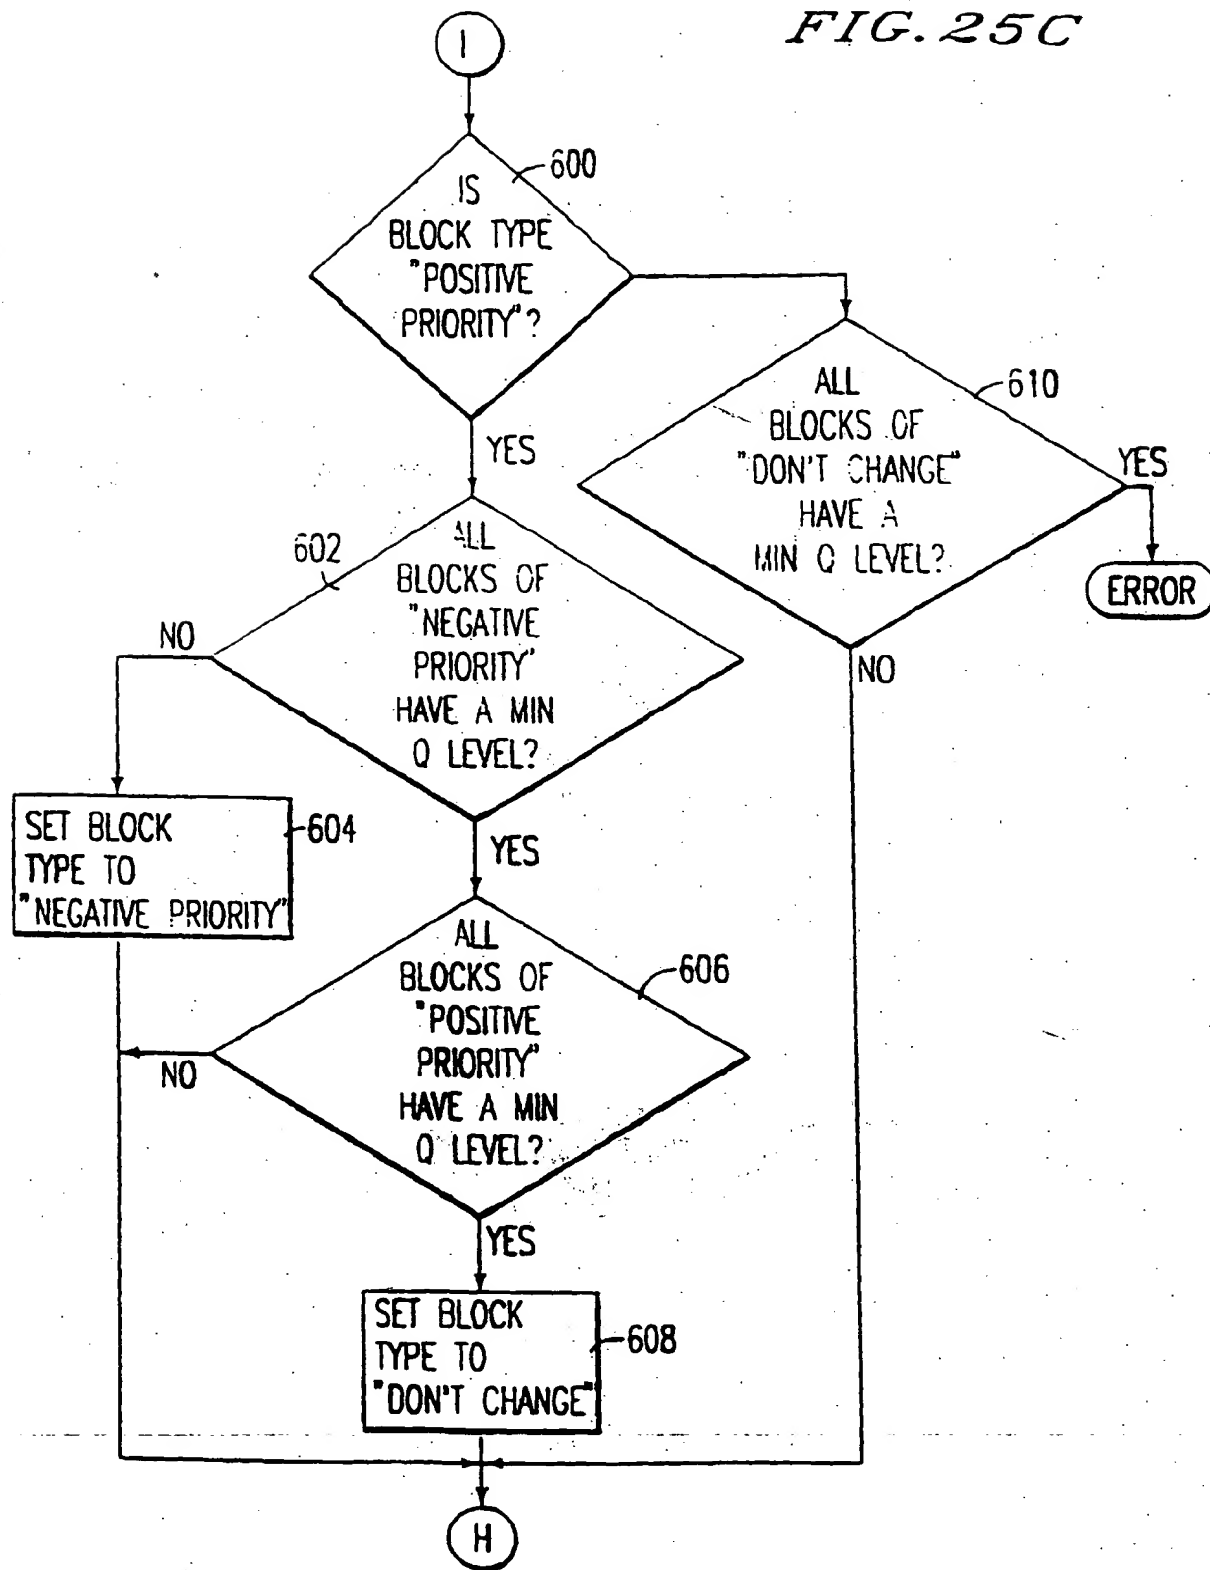 FIG. 25C
I
600
IS
BLOCK TYPE
"POSITIVE
PRIORITY"?
YES
610
ALL
BLOCKS OF
"DON'T CHANGE"
HAVE A
MIN Q LEVEL?
YES
ERROR
NO
602
ALL
BLOCKS OF
"NEGATIVE
PRIORITY"
HAVE A MIN
Q LEVEL?
NO
YES
SET BLOCK
TYPE TO
"NEGATIVE PRIORITY"
604
ALL
BLOCKS OF
"POSITIVE
PRIORITY"
HAVE A MIN
Q LEVEL?
606
NO
YES
SET BLOCK
TYPE TO
"DON'T CHANGE"
608
H